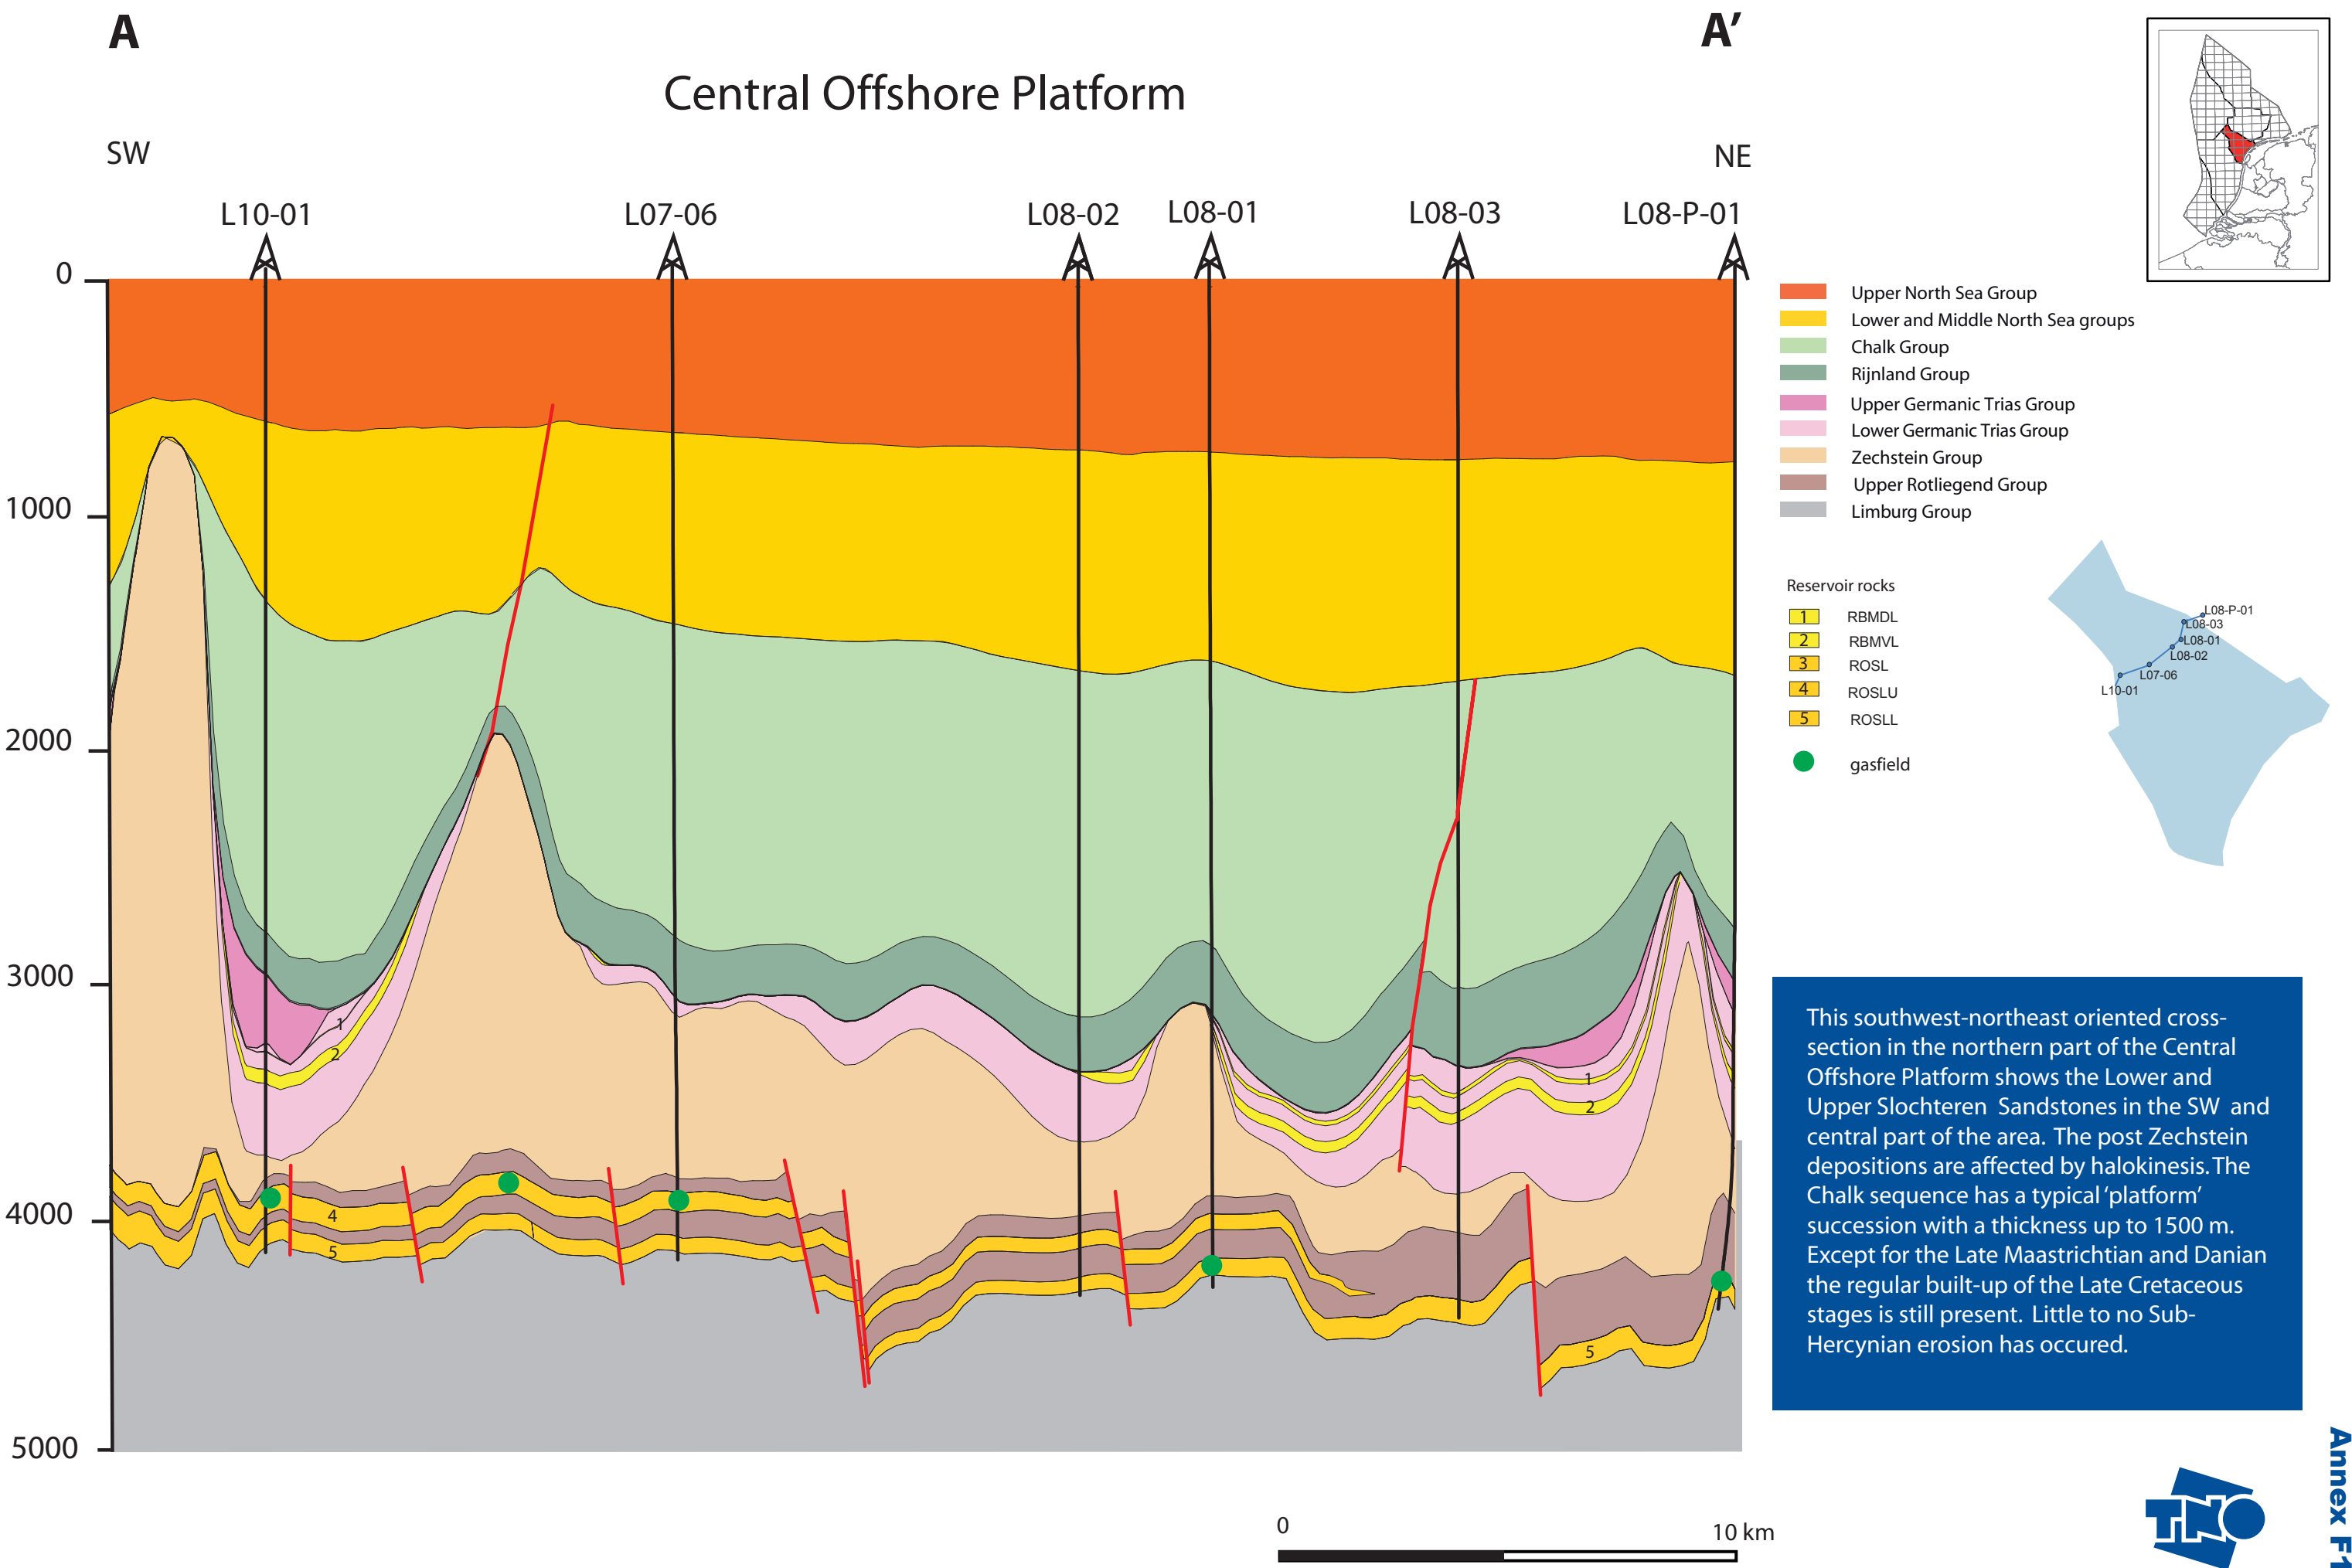 A
A′
Central Offshore Platform
SW
NE
L10-01
L07-06
L08-02
L08-01
L08-03
L08-P-01
0
1000
2000
3000
4000
5000
1
2
4
5
1
2
5
Upper North Sea Group
Lower and Middle North Sea groups
Chalk Group
Rijnland Group
Upper Germanic Trias Group
Lower Germanic Trias Group
Zechstein Group
Upper Rotliegend Group
Limburg Group
Reservoir rocks
1 RBMDL
2 RBMVL
3 ROSL
4 ROSLU
5 ROSLL
gasfield
L08-P-01
L08-03
L08-01
L08-02
L07-06
L10-01
This southwest-northeast oriented cross-
section in the northern part of the Central
Offshore Platform shows the Lower and
Upper Slochteren Sandstones in the SW and
central part of the area. The post Zechstein
depositions are affected by halokinesis. The
Chalk sequence has a typical 'platform'
succession with a thickness up to 1500 m.
Except for the Late Maastrichtian and Danian
the regular built-up of the Late Cretaceous
stages is still present. Little to no Sub-
Hercynian erosion has occured.
0
10 km
TNO
Annex F1